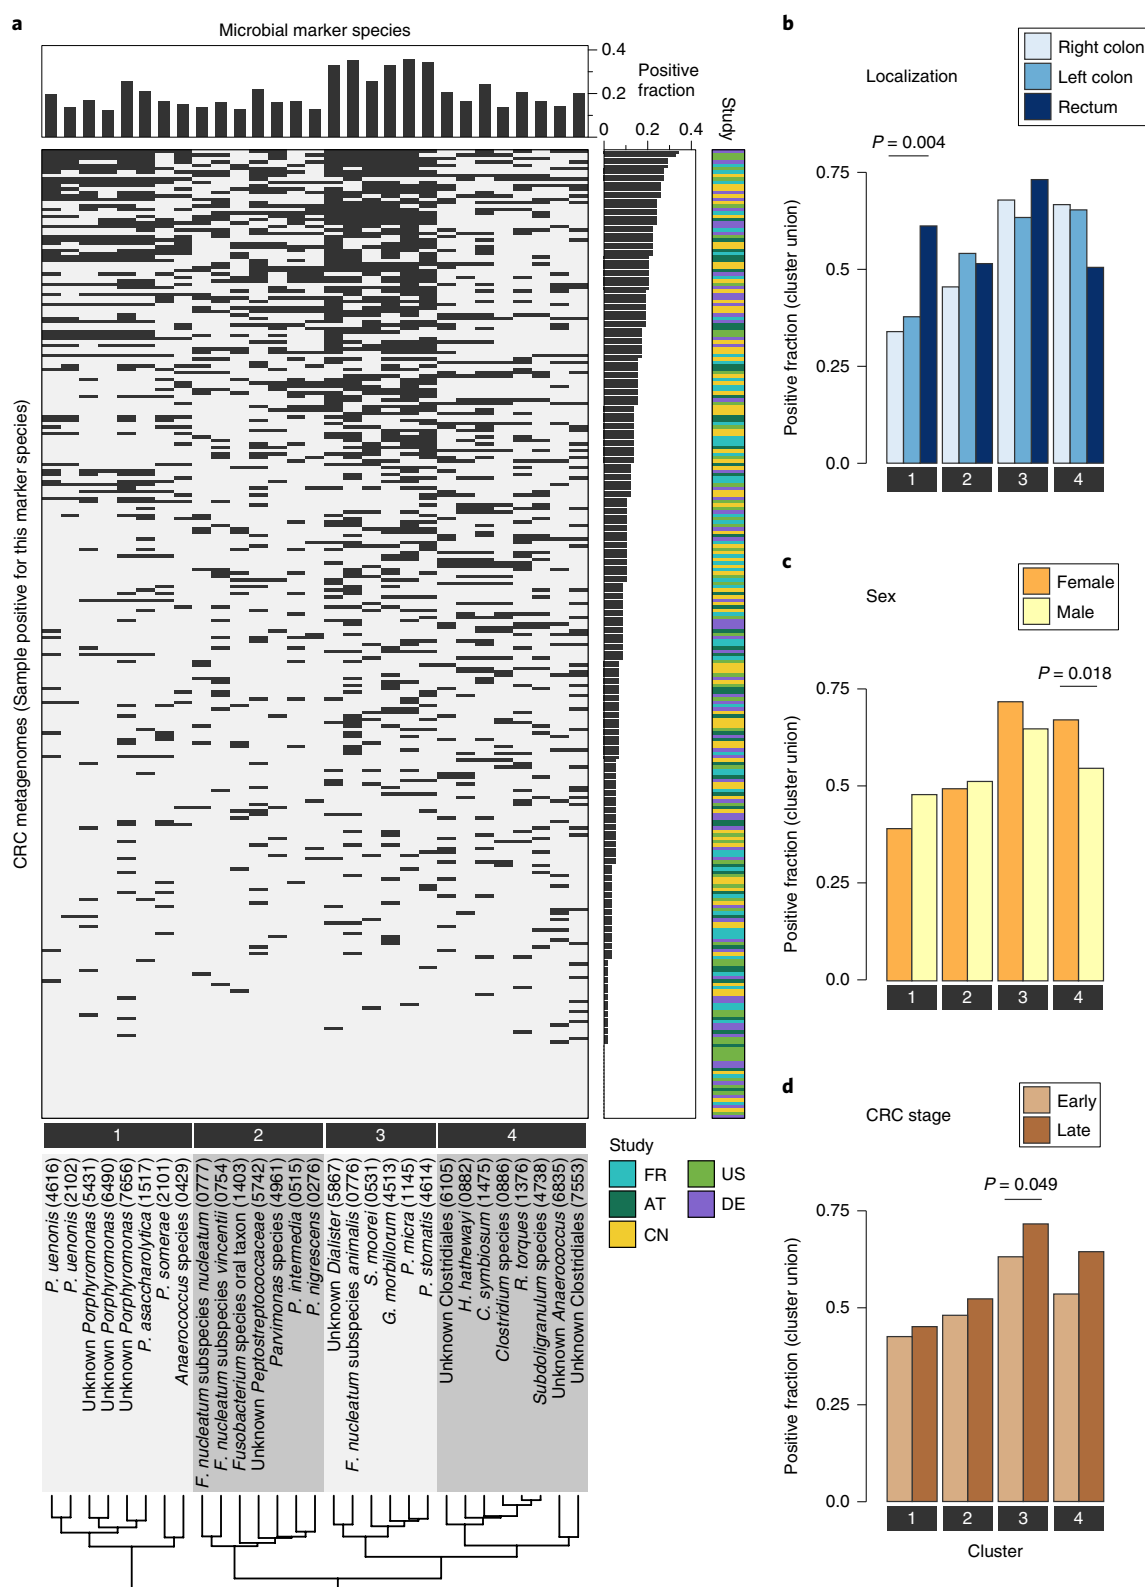 a
Microbial marker species
0.4
0.2
Positive
fraction
0
0.2
0.4
Study
CRC metagenomes (Sample positive for this marker species)
1
2
3
4
P. uenonis (4616)
P. uenonis (2102)
Unknown Porphyromonas (5431)
Unknown Porphyromonas (6490)
Unknown Porphyromonas (7656)
P. asaccharolytica (1517)
P. somerae (2101)
Anaerococcus species (0429)
F. nucleatum subspecies nucleatum (0777)
F. nucleatum subspecies vincentii (0754)
Fusobacterium species oral taxon (1403)
Unknown Peptostreptococcaceae (5742)
Parvimonas species (4961)
P. intermedia (0515)
P. nigrescens (0276)
Unknown Dialister (5867)
F. nucleatum subspecies animalis (0776)
S. moorei (0531)
G. morbillorum (4513)
P. micra (1145)
P. stomatis (4614)
Unknown Clostridiales (6105)
H. hathewayi (0882)
C. symbiosum (1475)
Clostridium species (0886)
R. torques (1376)
Subdoligranulum species (4738)
Unknown Anaerococcus (6835)
Unknown Clostridiales (7553)
Study
FR
US
AT
DE
CN
b
Localization
Right colon
Left colon
Rectum
P = 0.004
Positive fraction (cluster union)
0.75
0.5
0.25
0.0
1
2
3
4
c
Sex
Female
Male
P = 0.018
Positive fraction (cluster union)
0.75
0.5
0.25
0.0
1
2
3
4
d
CRC stage
Early
Late
P = 0.049
Positive fraction (cluster union)
0.75
0.5
0.25
0.0
1
2
3
4
Cluster